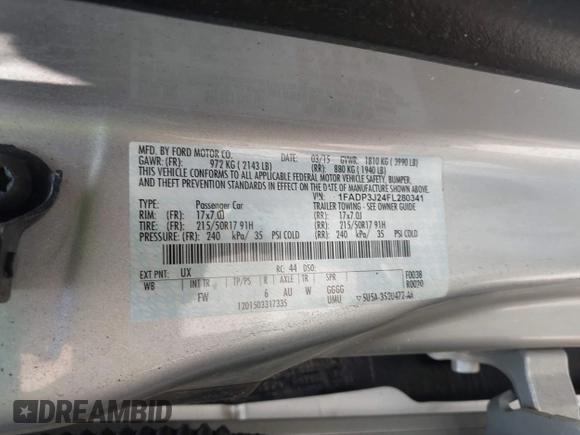 MFD. BY FORD MOTOR CO.
DATE: 03/15 GVWR: 1810 KG ( 3990 LB)
GAWR: (FR): 972 KG ( 2143 LB) (RR): 880 KG ( 1940 LB)
THIS VEHICLE CONFORMS TO ALL APPLICABLE FEDERAL MOTOR VEHICLE SAFETY, BUMPER,
AND THEFT PREVENTION STANDARDS IN EFFECT ON THE DATE OF MANUFACTURE SHOWN ABOVE.
VIN: 1FADP3J24FL280341
TYPE: Passenger Car TRAILER TOWING - SEE OWNER GUIDE
RIM: (FR) 17x7.0J (RR): 17x7.0J
TIRE: (FR) 215/50R17 91H (RR): 215/50R17 91H
PRESSURE: (FR) 240 kPa/ 35 PSI COLD (RR): 240 kPa/ 35 PSI COLD
EXT PNT: UX RC: 44 DSO: F0038
WB INT TR TP/PS R AXLE TR SPR R0020
FW 6 AU W GGGG
1201503317335 UMU
DREAMBID